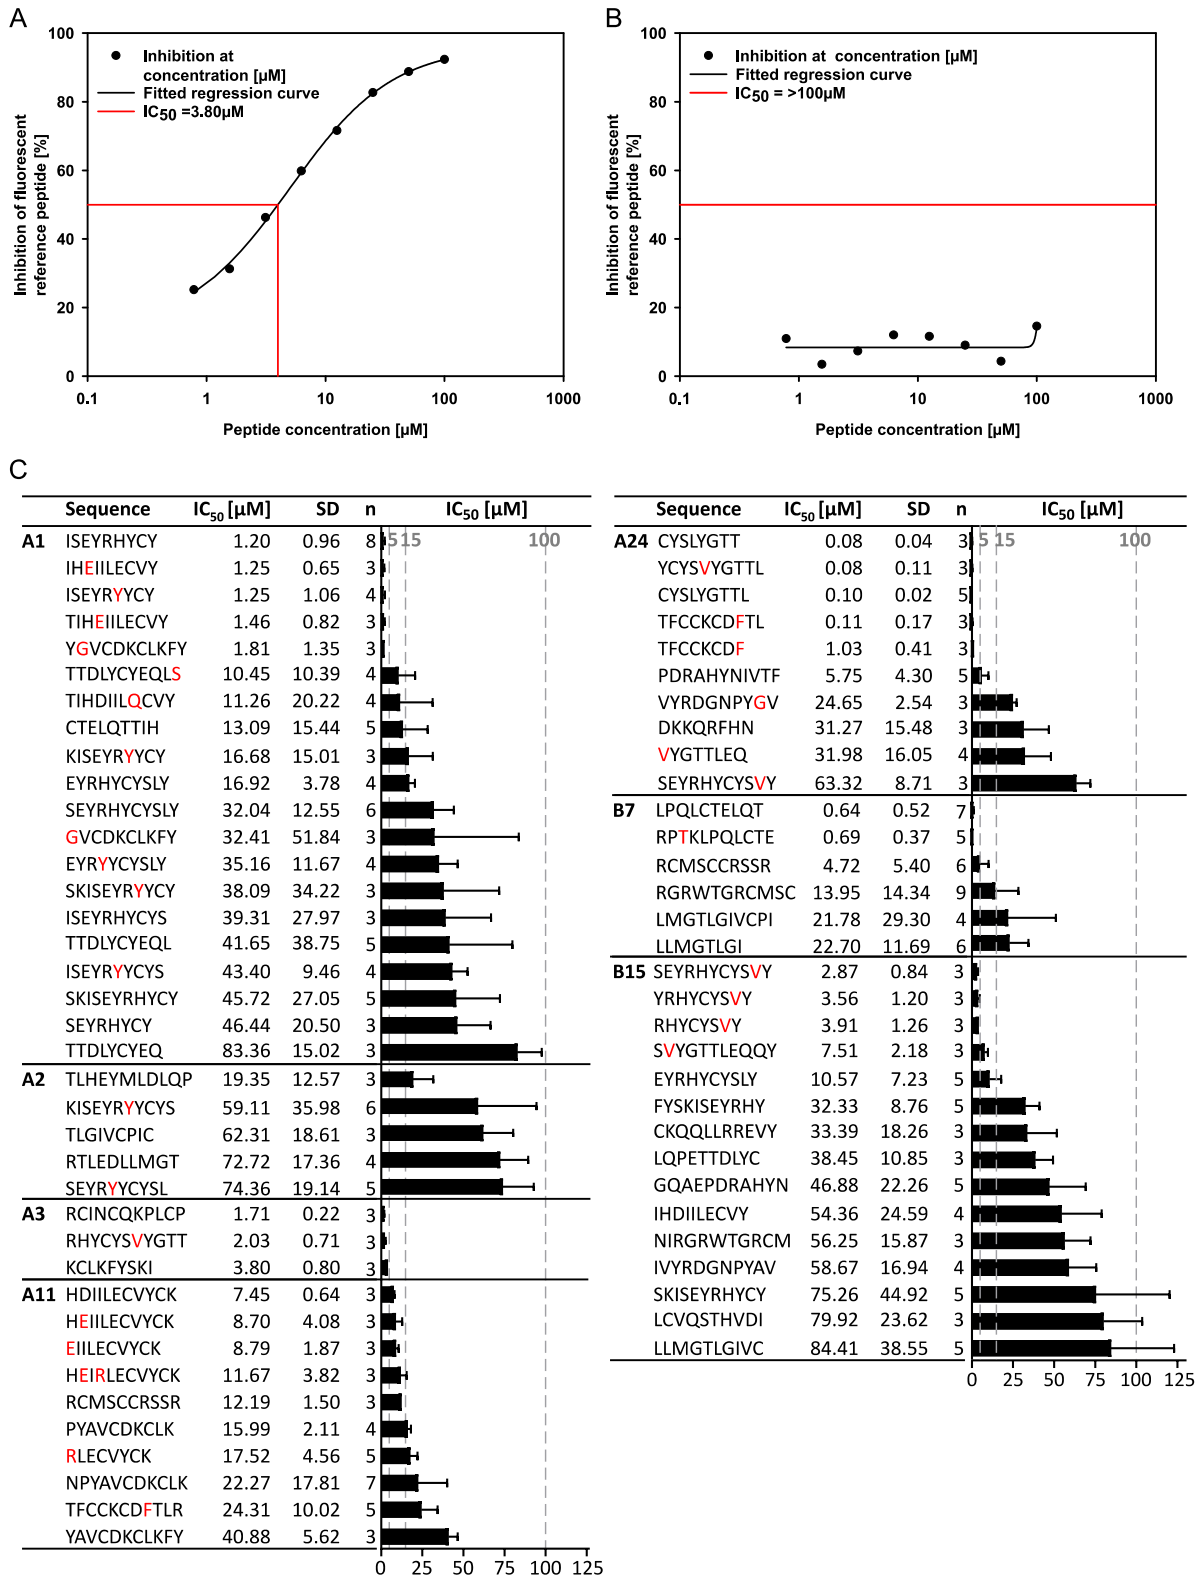 A
Inhibition of fluorescent
reference peptide [%]
100
80
60
40
20
0
Inhibition at
concentration [µM]
Fitted regression curve
IC50 =3.80µM
0.1 1 10 100 1000
Peptide concentration [µM]
B
Inhibition of fluorescent
reference peptide [%]
100
80
60
40
20
0
Inhibition at concentration [µM]
Fitted regression curve
IC50 = >100µM
0.1 1 10 100 1000
Peptide concentration [µM]
C
Sequence IC50 [µM] SD n IC50 [µM]
5 15 100
A1 ISEYRHYCY 1.20 0.96 8
IHEIILECVY 1.25 0.65 3
ISEYRYYCY 1.25 1.06 4
TIHEIILECVY 1.46 0.82 3
YGVCDKCLKFY 1.81 1.35 3
TTDLYCYEQLS 10.45 10.39 4
TIHDIILQCVY 11.26 20.22 4
CTELQTTIH 13.09 15.44 5
KISEYRYYCY 16.68 15.01 3
EYRHYCYSLY 16.92 3.78 4
SEYRHYCYSLY 32.04 12.55 6
GVCDKCLKFY 32.41 51.84 3
EYRYYCYSLY 35.16 11.67 4
SKISEYRYYCY 38.09 34.22 3
ISEYRHYCYS 39.31 27.97 3
TTDLYCYEQL 41.65 38.75 5
ISEYRYYCYS 43.40 9.46 4
SKISEYRHYCY 45.72 27.05 5
SEYRHYCY 46.44 20.50 3
TTDLYCYEQ 83.36 15.02 3
A2 TLHEYMLDLQP 19.35 12.57 3
KISEYRYYCYS 59.11 35.98 6
TLGIVCPIC 62.31 18.61 3
RTLEDLLMGT 72.72 17.36 4
SEYRYYCYSL 74.36 19.14 5
A3 RCINCQKPLCP 1.71 0.22 3
RHYCYSVYGTT 2.03 0.71 3
KCLKFYSKI 3.80 0.80 3
A11 HDIILECVYCK 7.45 0.64 3
HEIILECVYCK 8.70 4.08 3
EIILECVYCK 8.79 1.87 3
HEIRLECVYCK 11.67 3.82 3
RCMSCCRSSR 12.19 1.50 3
PYAVCDKCLK 15.99 2.11 4
RLECVYCK 17.52 4.56 5
NPYAVCDKCLK 22.27 17.81 7
TFCCKCDFTLR 24.31 10.02 5
YAVCDKCLKFY 40.88 5.62 3
0 25 50 75 100 125
Sequence IC50 [µM] SD n IC50 [µM]
5 15 100
A24 CYSLYGTT 0.08 0.04 3
YCYSVYGTTL 0.08 0.11 3
CYSLYGTTL 0.10 0.02 5
TFCCKCDFTL 0.11 0.17 3
TFCCKCDF 1.03 0.41 3
PDRAHYNIVTF 5.75 4.30 5
VYRDGNPYGV 24.65 2.54 3
DKKQRFHN 31.27 15.48 3
VYGTTLEQ 31.98 16.05 4
SEYRHYCYSVY 63.32 8.71 3
B7 LPQLCTELQT 0.64 0.52 7
RPTKLPQLCTE 0.69 0.37 5
RCMSCCRSSR 4.72 5.40 6
RGRWTGRCMSC 13.95 14.34 9
LMGTLGIVCPI 21.78 29.30 4
LLMGTLGI 22.70 11.69 6
B15 SEYRHYCYSVY 2.87 0.84 3
YRHYCYSVY 3.56 1.20 3
RHYCYSVY 3.91 1.26 3
SVYGTTLEQQY 7.51 2.18 3
EYRHYCYSLY 10.57 7.23 5
FYSKISEYRHY 32.33 8.76 5
CKQQLLRREVY 33.39 18.26 3
LQPETTDLYC 38.45 10.85 3
GQAEPDRAHYN 46.88 22.26 5
IHDIILECVY 54.36 24.59 4
NIRGRWTGRCM 56.25 15.87 3
IVYRDGNPYAV 58.67 16.94 4
SKISEYRHYCY 75.26 44.92 5
LCVQSTHVDI 79.92 23.62 3
LLMGTLGIVC 84.41 38.55 5
0 25 50 75 100 125